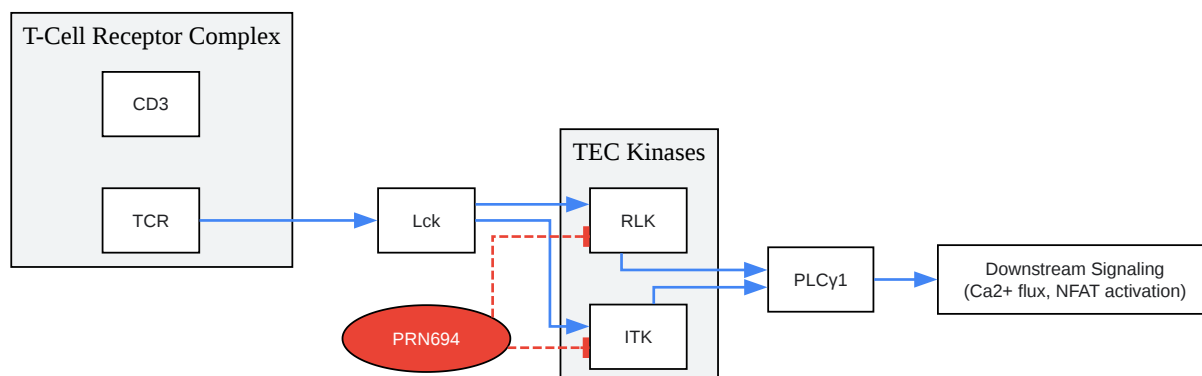 T-Cell Receptor Complex
CD3
TCR
Lck
TEC Kinases
RLK
ITK
PRN694
PLCγ1
Downstream Signaling
(Ca2+ flux, NFAT activation)